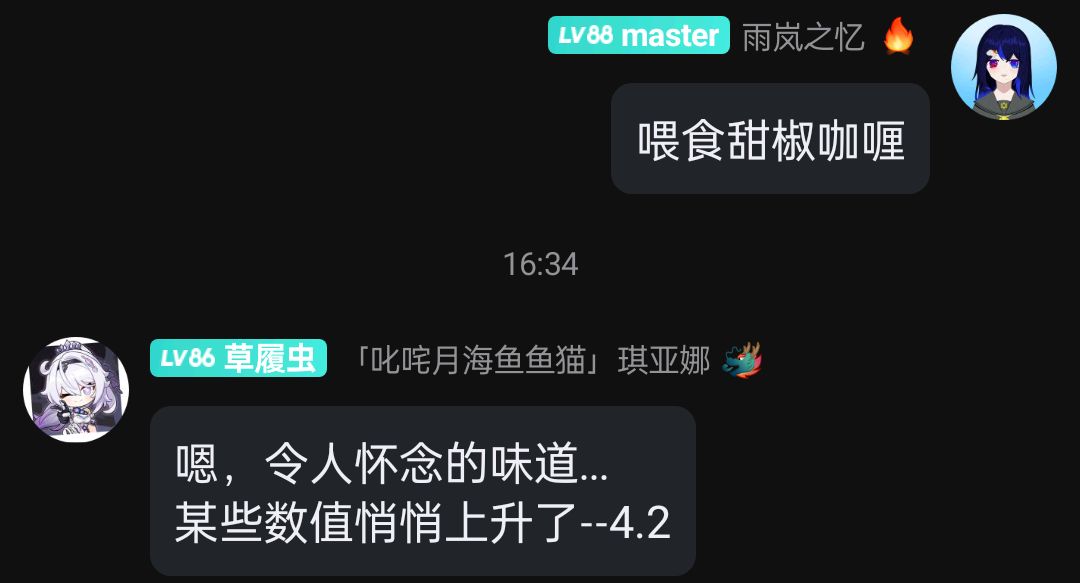 LV88 master 雨岚之忆
喂食甜椒咖喱
16:34
LV86 草履虫 「叱咤月海鱼鱼猫」琪亚娜
嗯，令人怀念的味道...
某些数值悄悄上升了--4.2